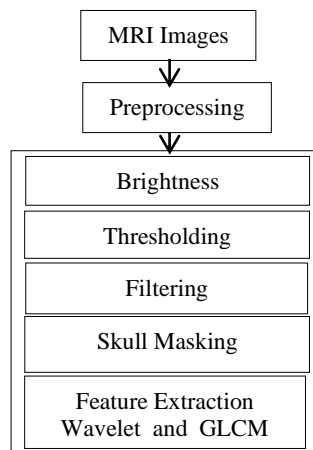 MRI Images
Preprocessing
Brightness
Thresholding
Filtering
Skull Masking
Feature Extraction
Wavelet and GLCM